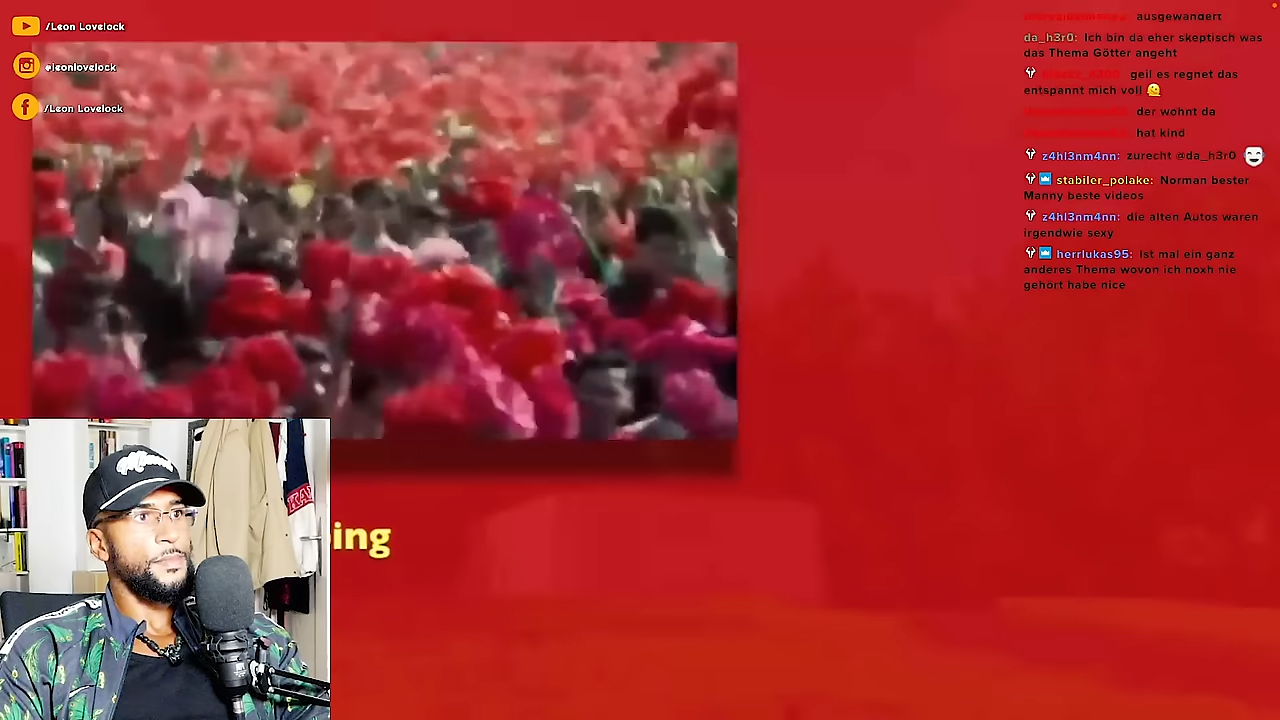 /Leon Lovelock
@leonlovelock
/Leon Lovelock
ping
KA
ausgewandert
da_h3r0: Ich bin da eher skeptisch was
das Thema Götter angeht
geil es regnet das
entspannt mich voll
der wohnt da
hat kind
z4hl3nm4nn: zurecht @da_h3r0
stabiler_polake: Norman bester
Manny beste videos
z4hl3nm4nn: die alten Autos waren
irgendwie sexy
herrlukas95: Ist mal ein ganz
anderes Thema wovon ich noxh nie
gehört habe nice